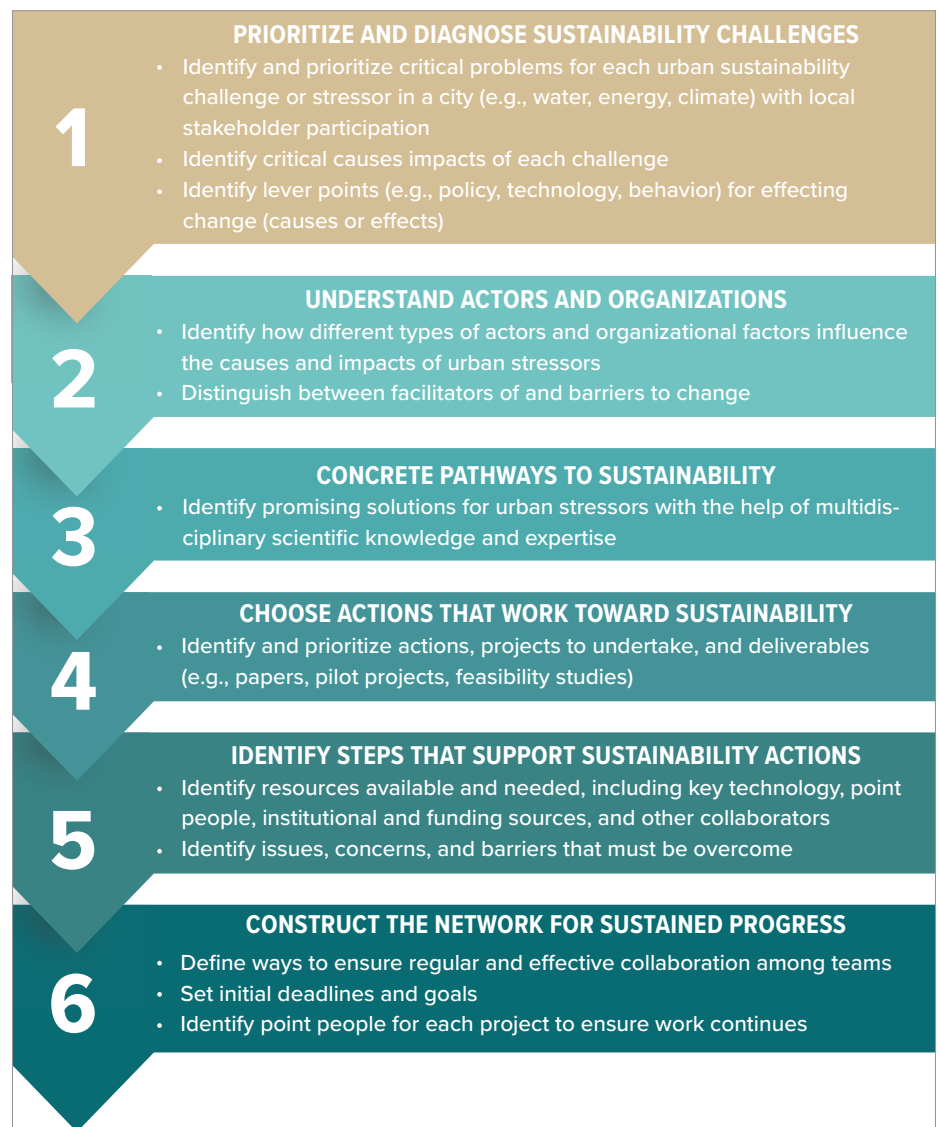 PRIORITIZE AND DIAGNOSE SUSTAINABILITY CHALLENGES
1
• Identify and prioritize critical problems for each urban sustainability
challenge or stressor in a city (e.g., water, energy, climate) with local
stakeholder participation
• Identify critical causes impacts of each challenge
• Identify lever points (e.g., policy, technology, behavior) for effecting
change (causes or effects)
UNDERSTAND ACTORS AND ORGANIZATIONS
2
• Identify how different types of actors and organizational factors influence
the causes and impacts of urban stressors
• Distinguish between facilitators of and barriers to change
CONCRETE PATHWAYS TO SUSTAINABILITY
3
• Identify promising solutions for urban stressors with the help of multidis-
ciplinary scientific knowledge and expertise
CHOOSE ACTIONS THAT WORK TOWARD SUSTAINABILITY
4
• Identify and prioritize actions, projects to undertake, and deliverables
(e.g., papers, pilot projects, feasibility studies)
IDENTIFY STEPS THAT SUPPORT SUSTAINABILITY ACTIONS
5
• Identify resources available and needed, including key technology, point
people, institutional and funding sources, and other collaborators
• Identify issues, concerns, and barriers that must be overcome
CONSTRUCT THE NETWORK FOR SUSTAINED PROGRESS
6
• Define ways to ensure regular and effective collaboration among teams
• Set initial deadlines and goals
• Identify point people for each project to ensure work continues